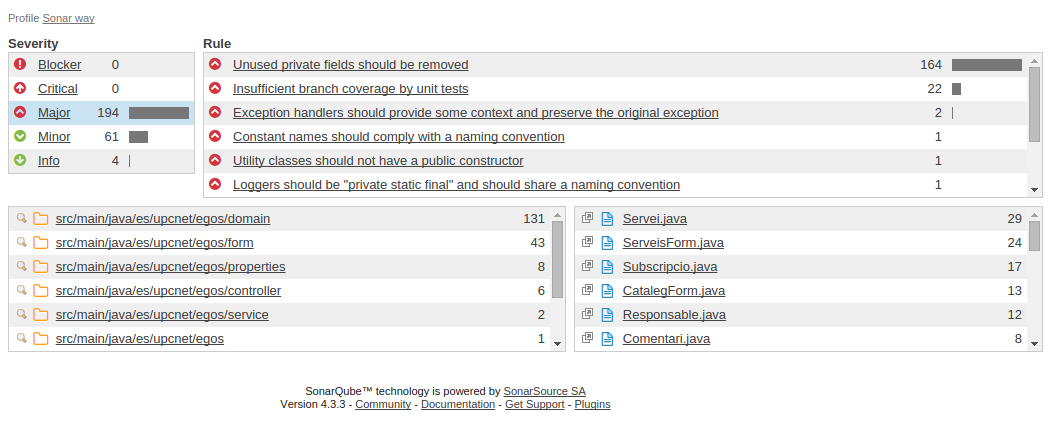 Profile Sonar way
Severity
Blocker 0
Critical 0
Major 194
Minor 61
Info 4
Rule
Unused private fields should be removed 164
Insufficient branch coverage by unit tests 22
Exception handlers should provide some context and preserve the original exception 2
Constant names should comply with a naming convention 1
Utility classes should not have a public constructor 1
Loggers should be "private static final" and should share a naming convention 1
src/main/java/es/upcnet/egos/domain 131
src/main/java/es/upcnet/egos/form 43
src/main/java/es/upcnet/egos/properties 8
src/main/java/es/upcnet/egos/controller 6
src/main/java/es/upcnet/egos/service 2
src/main/java/es/upcnet/egos 1
Servei.java 29
ServeisForm.java 24
Subscripcio.java 17
CatalegForm.java 13
Responsable.java 12
Comentari.java 8
SonarQube™ technology is powered by SonarSource SA
Version 4.3.3 - Community - Documentation - Get Support - Plugins